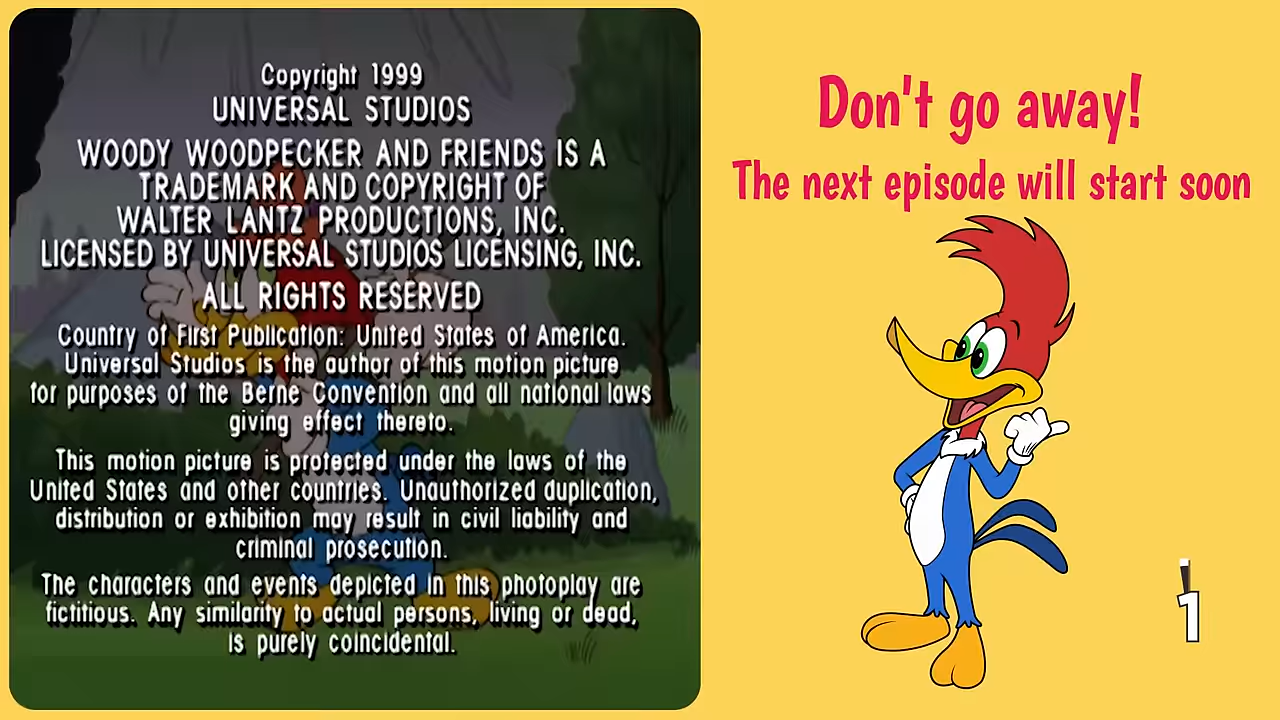 Copyright 1999
UNIVERSAL STUDIOS
WOODY WOODPECKER AND FRIENDS IS A
TRADEMARK AND COPYRIGHT OF
WALTER LANTZ PRODUCTIONS, INC.
LICENSED BY UNIVERSAL STUDIOS LICENSING, INC.
ALL RIGHTS RESERVED
Country of First Publication: United States of America.
Universal Studios is the author of this motion picture
for purposes of the Berne Convention and all national laws
giving effect thereto.
This motion picture is protected under the laws of the
United States and other countries. Unauthorized duplication,
distribution or exhibition may result in civil liability and
criminal prosecution.
The characters and events depicted in this photoplay are
fictitious. Any similarity to actual persons, living or dead,
is purely coincidental.
Don't go away!
The next episode will start soon
1